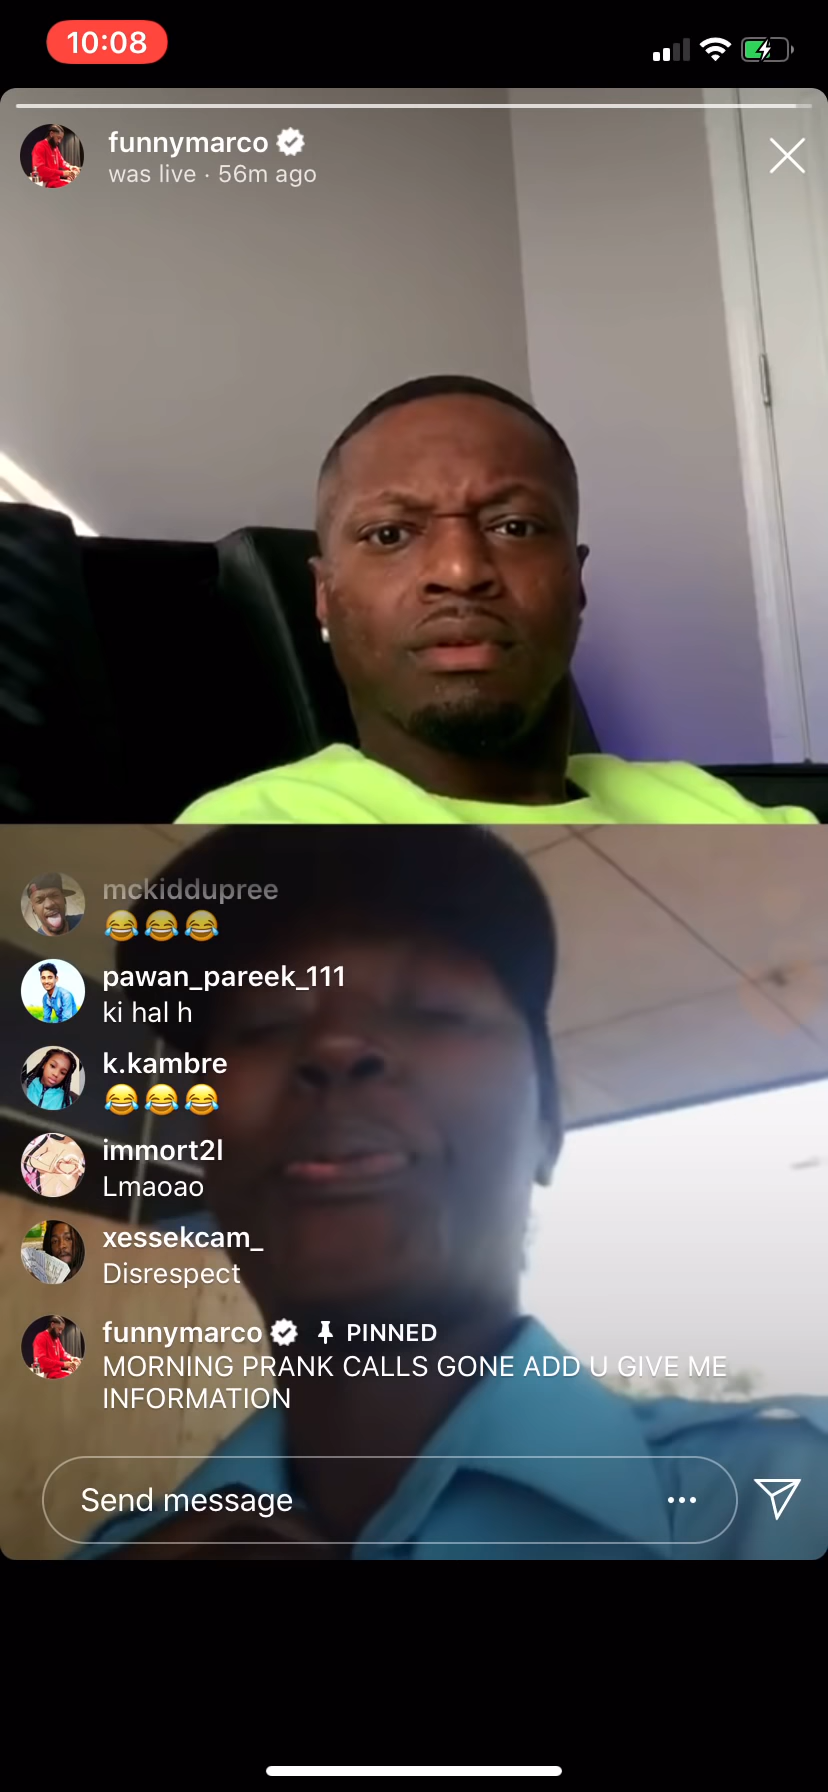 10:08
funnymarco
was live · 56m ago
mckiddupree
😂😂😂
pawan_pareek_111
ki hal h
k.kambre
😂😂😂
immort2l
Lmaoao
xessekcam_
Disrespect
funnymarco PINNED
MORNING PRANK CALLS GONE ADD U GIVE ME
INFORMATION
Send message